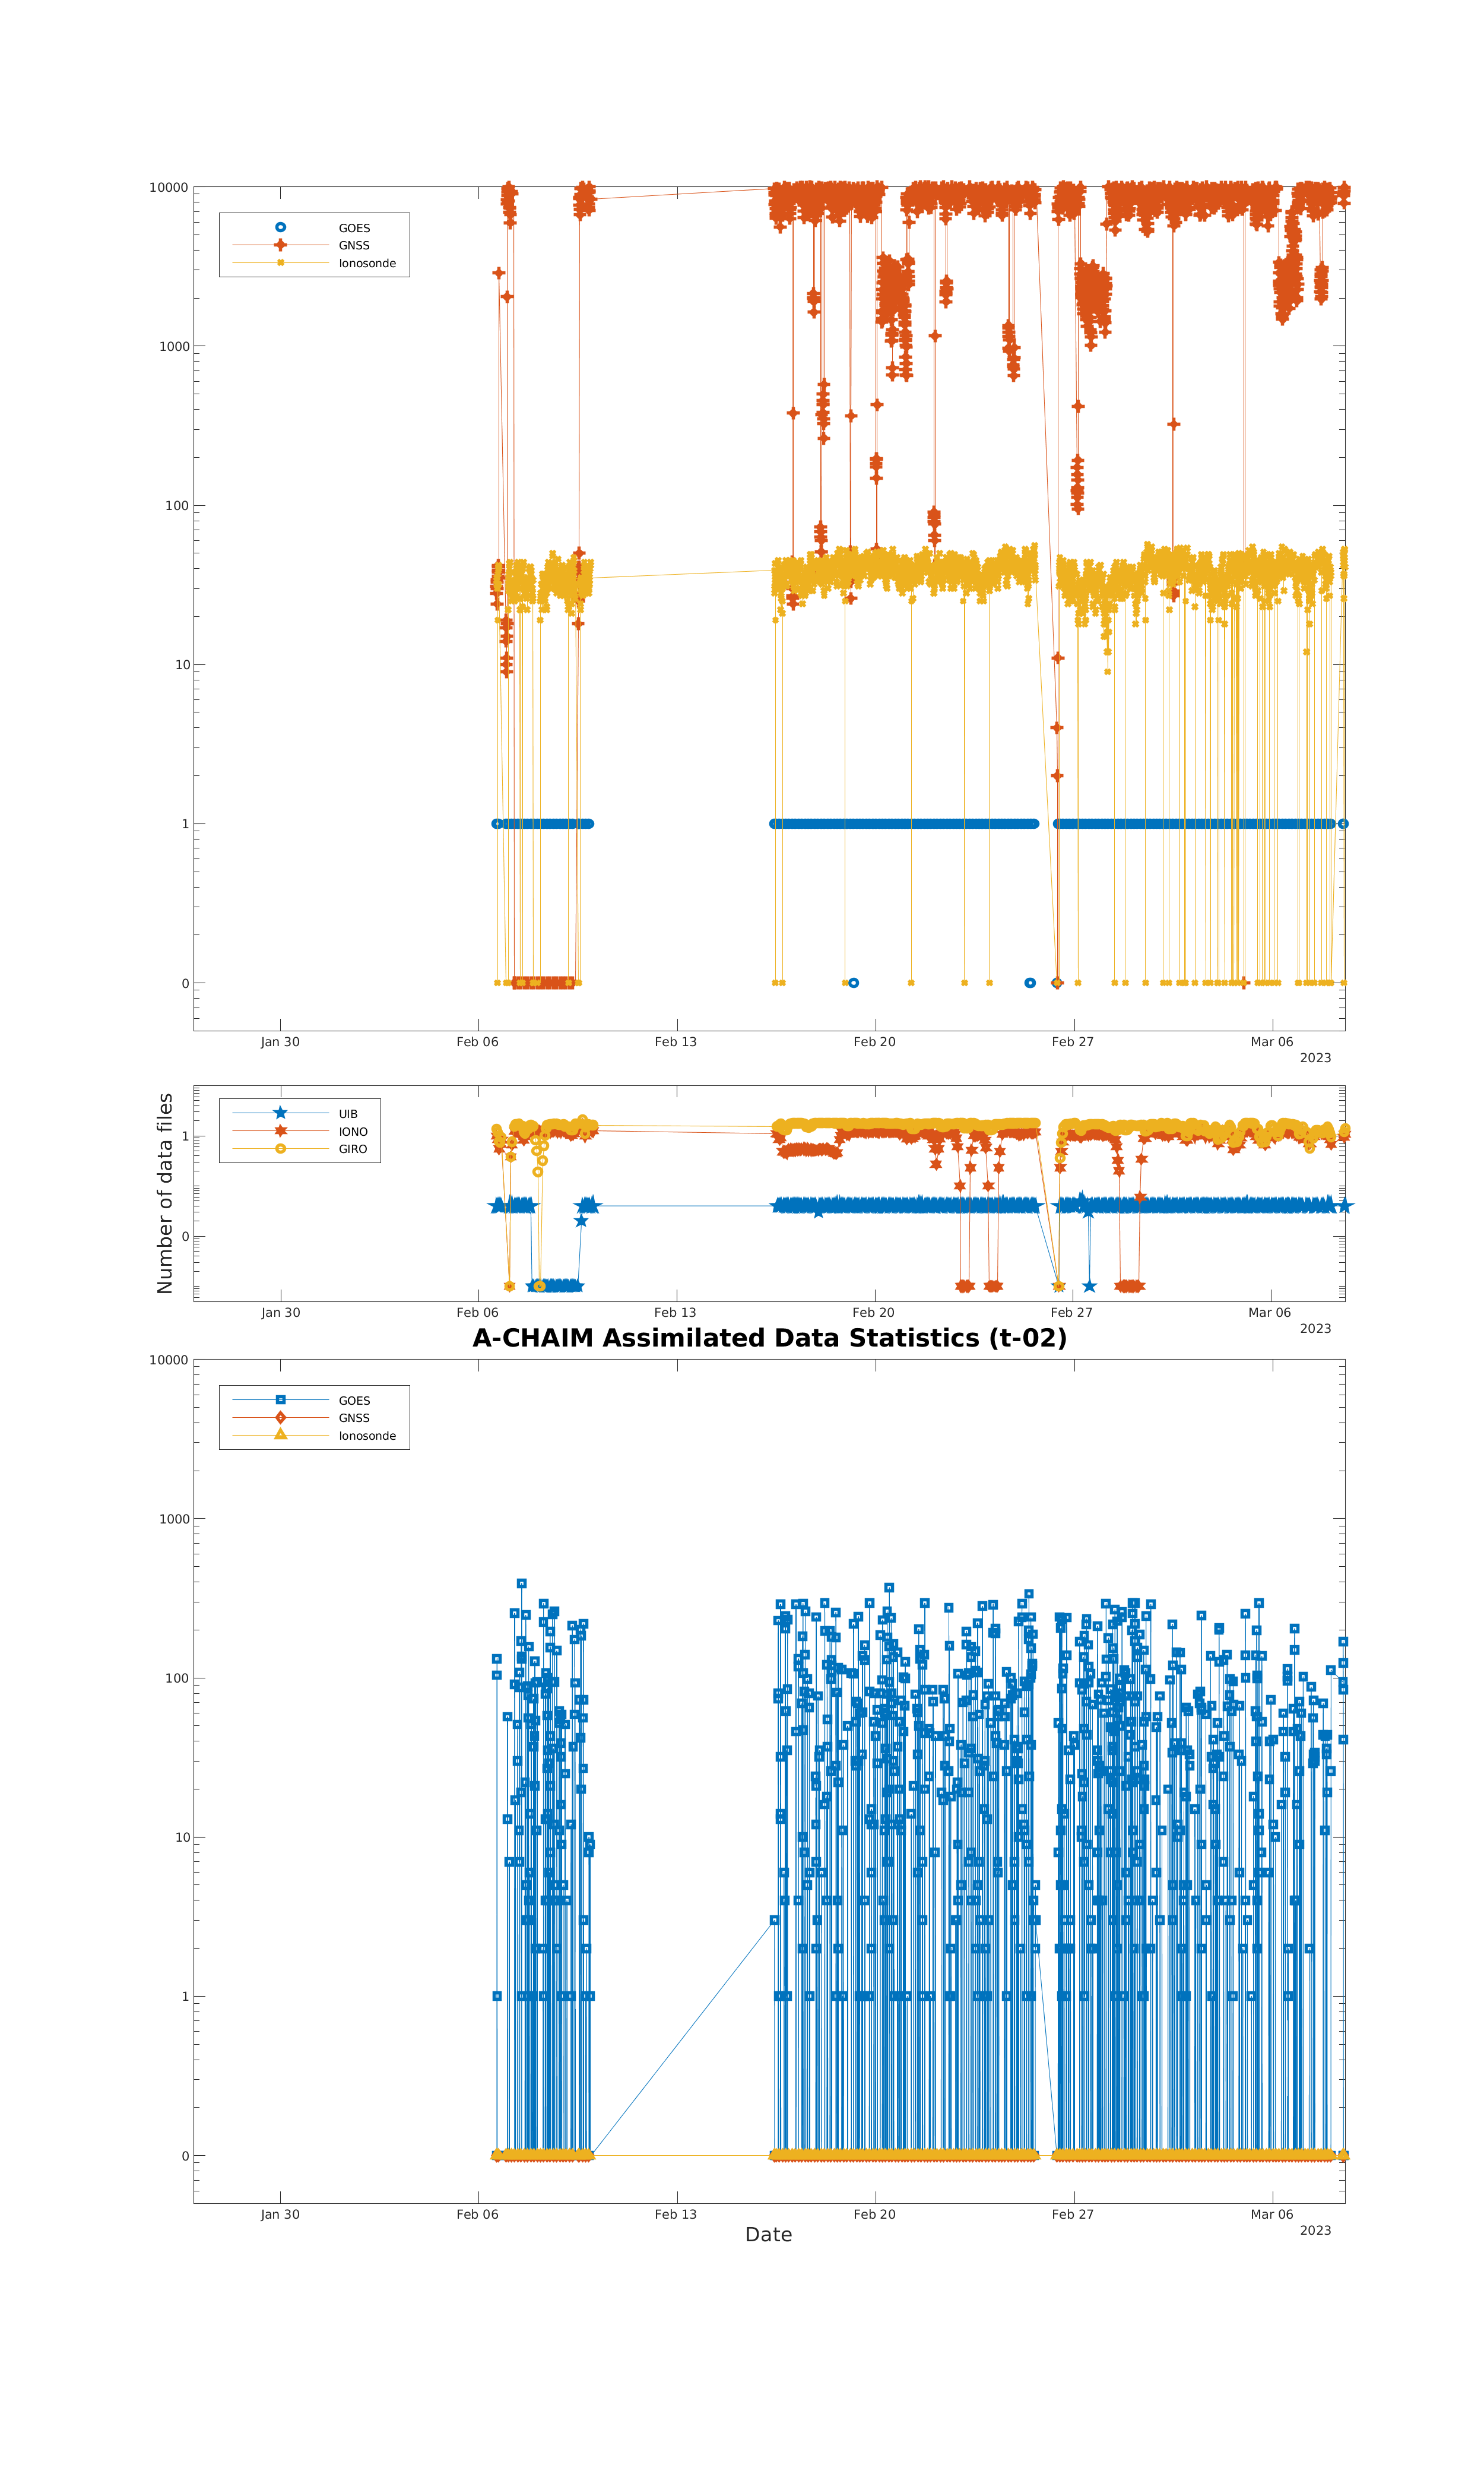 10000
GOES
GNSS
Ionosonde
1000
100
10
1
0
Jan 30 Feb 06 Feb 13 Feb 20 Feb 27 Mar 06
2023
Number of data files
UIB
IONO
GIRO
1
0
Jan 30 Feb 06 Feb 13 Feb 20 Feb 27 Mar 06
2023
A-CHAIM Assimilated Data Statistics (t-02)
10000
GOES
GNSS
Ionosonde
1000
100
10
1
0
Jan 30 Feb 06 Feb 13 Feb 20 Feb 27 Mar 06
2023
Date